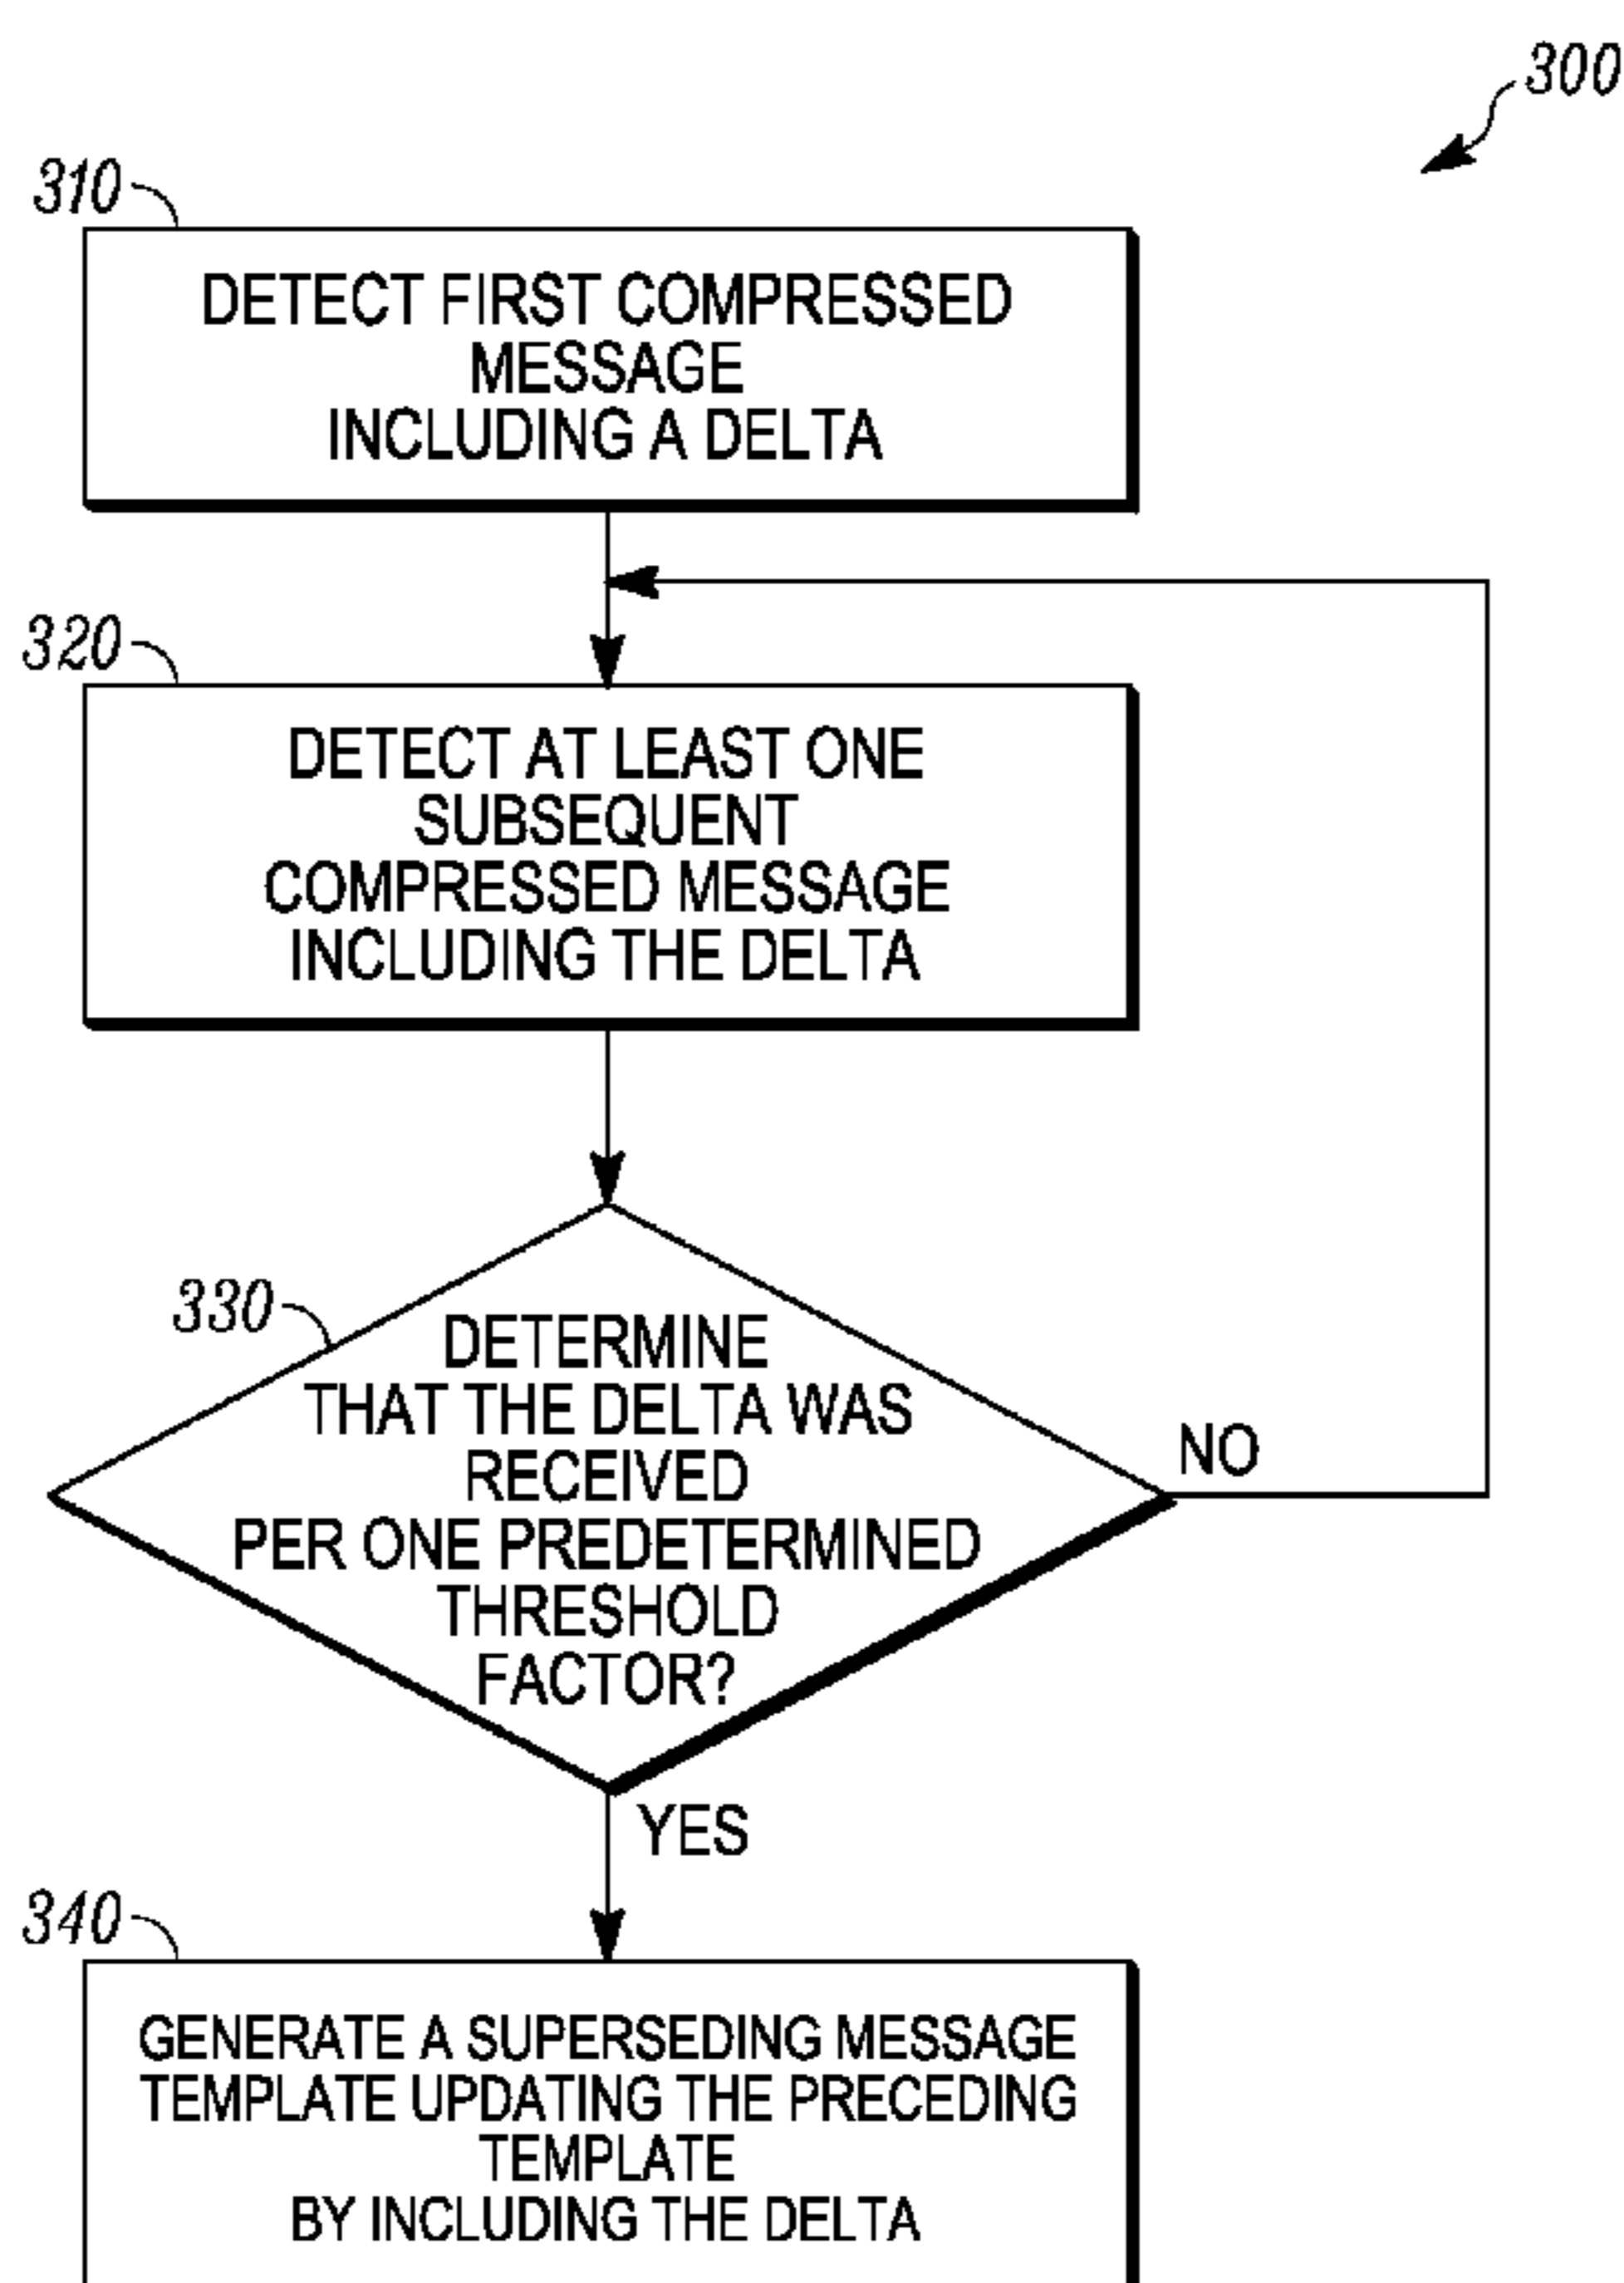 300
310
DETECT FIRST COMPRESSED
MESSAGE
INCLUDING A DELTA
320
DETECT AT LEAST ONE
SUBSEQUENT
COMPRESSED MESSAGE
INCLUDING THE DELTA
330
DETERMINE
THAT THE DELTA WAS
RECEIVED
PER ONE PREDETERMINED
THRESHOLD
FACTOR?
NO
YES
340
GENERATE A SUPERSEDING MESSAGE
TEMPLATE UPDATING THE PRECEDING
TEMPLATE
BY INCLUDING THE DELTA